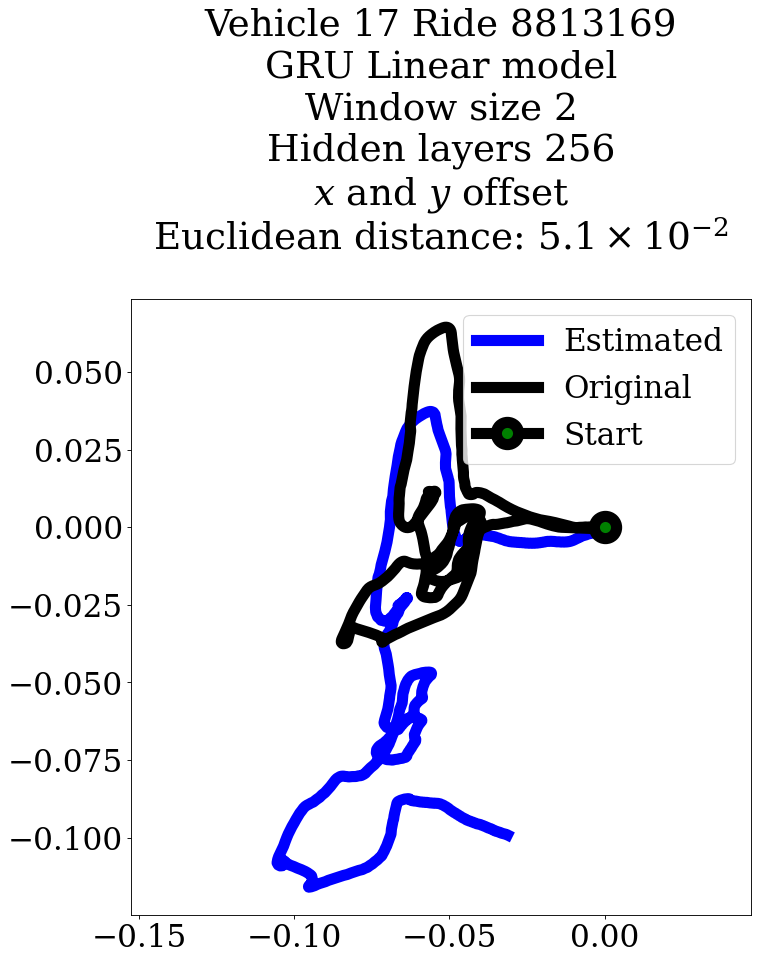 Vehicle 17 Ride 8813169
GRU Linear model
Window size 2
Hidden layers 256
x and y offset
Euclidean distance: 5.1 × 10⁻²
Estimated
Original
Start
0.050
0.025
0.000
−0.025
−0.050
−0.075
−0.100
−0.15 −0.10 −0.05 0.00